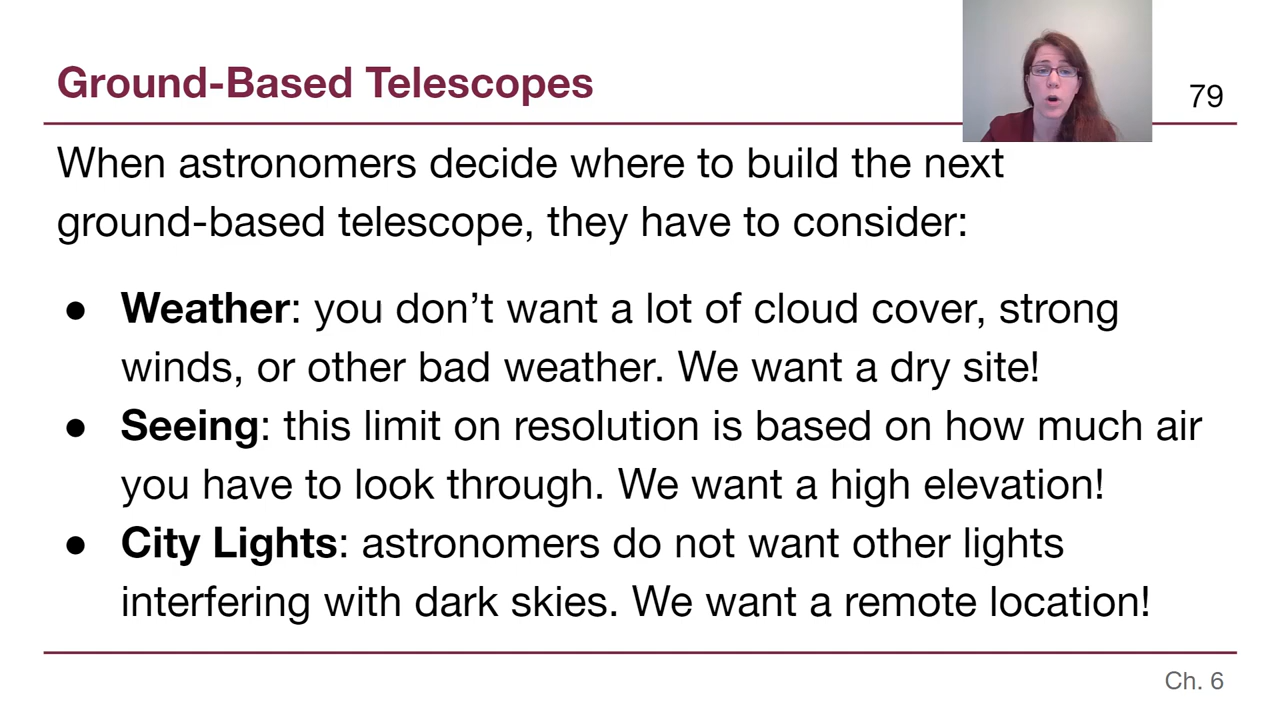 Ground-Based Telescopes
79
When astronomers decide where to build the next
ground-based telescope, they have to consider:
● Weather: you don’t want a lot of cloud cover, strong
winds, or other bad weather. We want a dry site!
● Seeing: this limit on resolution is based on how much air
you have to look through. We want a high elevation!
● City Lights: astronomers do not want other lights
interfering with dark skies. We want a remote location!
Ch. 6